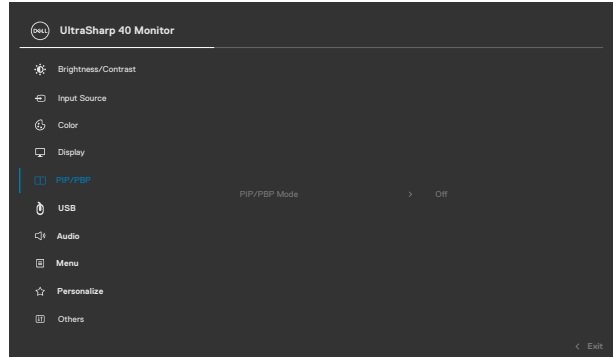 DELL UltraSharp 40 Monitor
Brightness/Contrast
Input Source
Color
Display
PIP/PBP
PIP/PBP Mode > Off
USB
Audio
Menu
Personalize
Others
< Exit